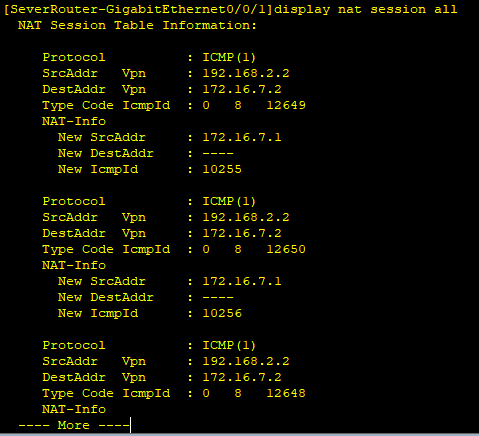 [SeverRouter-GigabitEthernet0/0/1]display nat session all
NAT Session Table Information:
Protocol : ICMP(1)
SrcAddr Vpn : 192.168.2.2
DestAddr Vpn : 172.16.7.2
Type Code IcmpId : 0 8 12649
NAT-Info
New SrcAddr : 172.16.7.1
New DestAddr : ----
New IcmpId : 10255
Protocol : ICMP(1)
SrcAddr Vpn : 192.168.2.2
DestAddr Vpn : 172.16.7.2
Type Code IcmpId : 0 8 12650
NAT-Info
New SrcAddr : 172.16.7.1
New DestAddr : ----
New IcmpId : 10256
Protocol : ICMP(1)
SrcAddr Vpn : 192.168.2.2
DestAddr Vpn : 172.16.7.2
Type Code IcmpId : 0 8 12648
NAT-Info
---- More ----